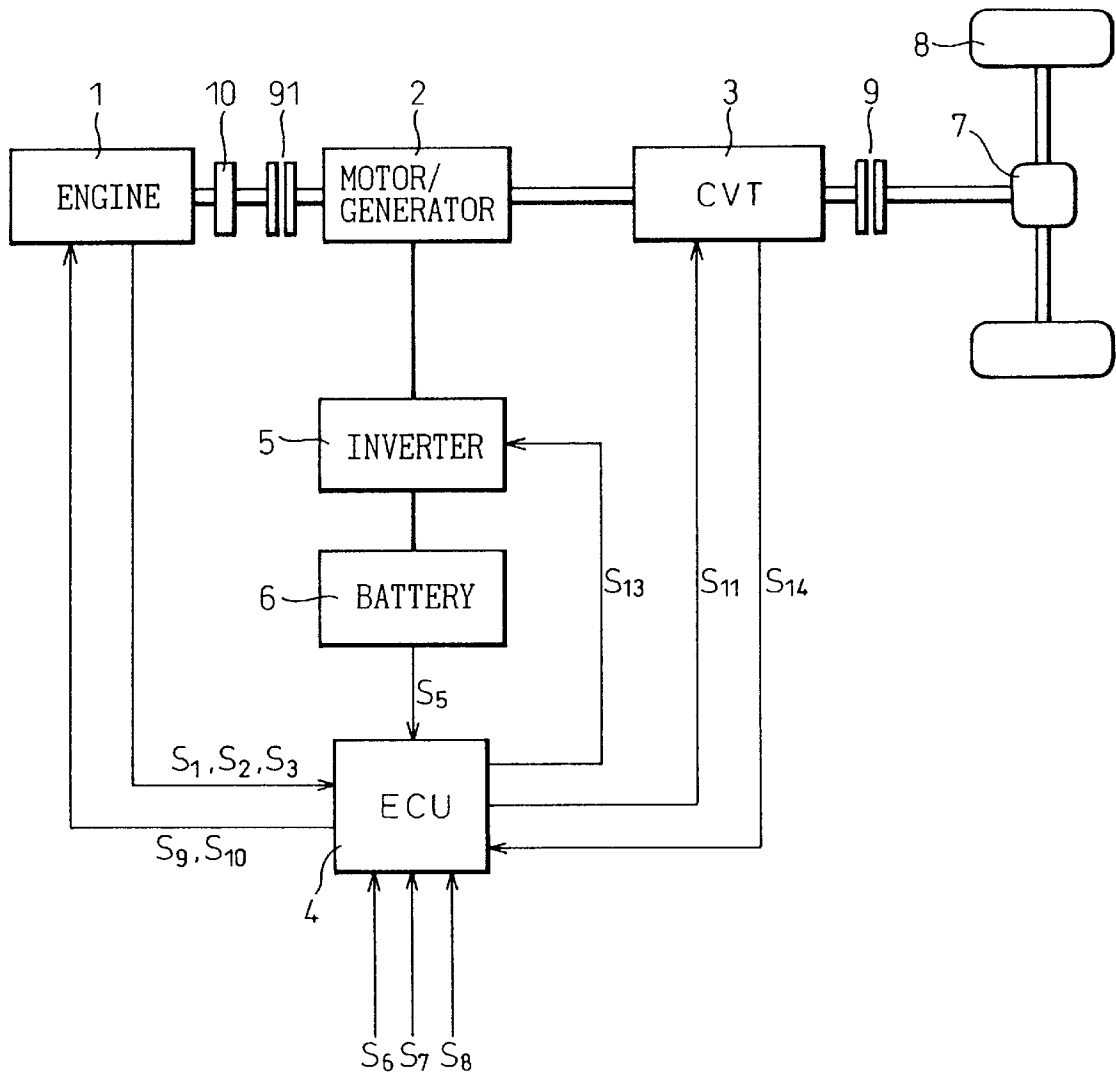 8
1 10 91 2 3 9
7
ENGINE
MOTOR/
GENERATOR
CVT
5
INVERTER
6
BATTERY
S13
S11
S14
S5
S1, S2, S3
ECU
S9, S10
4
S6 S7 S8